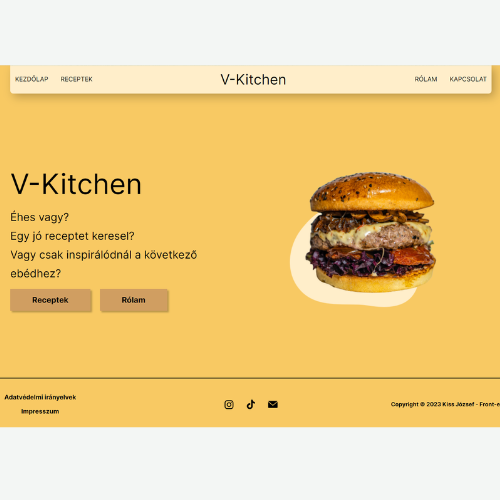 KEZDŐLAP RECEPTEK V-Kitchen RÓLAM KAPCSOLAT
V-Kitchen
Éhes vagy?
Egy jó receptet keresel?
Vagy csak inspirálódnál a következő
ebédhez?
Receptek Rólam
Adatvédelmi irányelvek
Impresszum
Copyright © 2023 Kiss József - Front-e